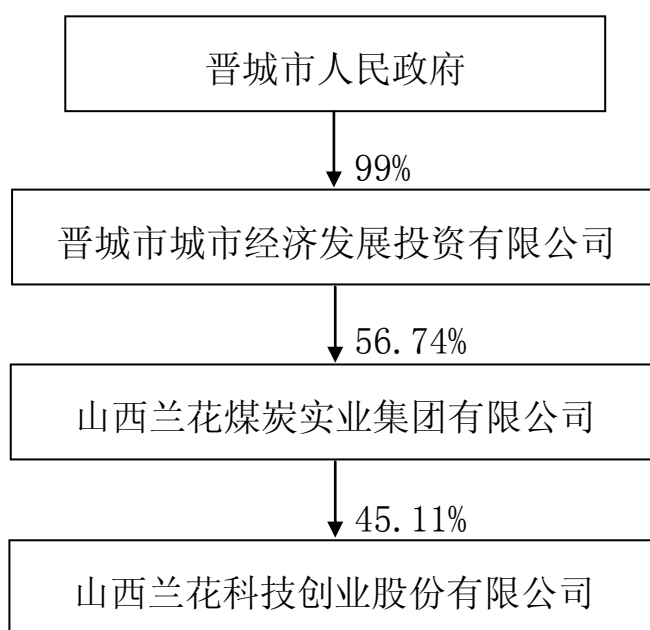 晋城市人民政府
99%
晋城市城市经济发展投资有限公司
56.74%
山西兰花煤炭实业集团有限公司
45.11%
山西兰花科技创业股份有限公司